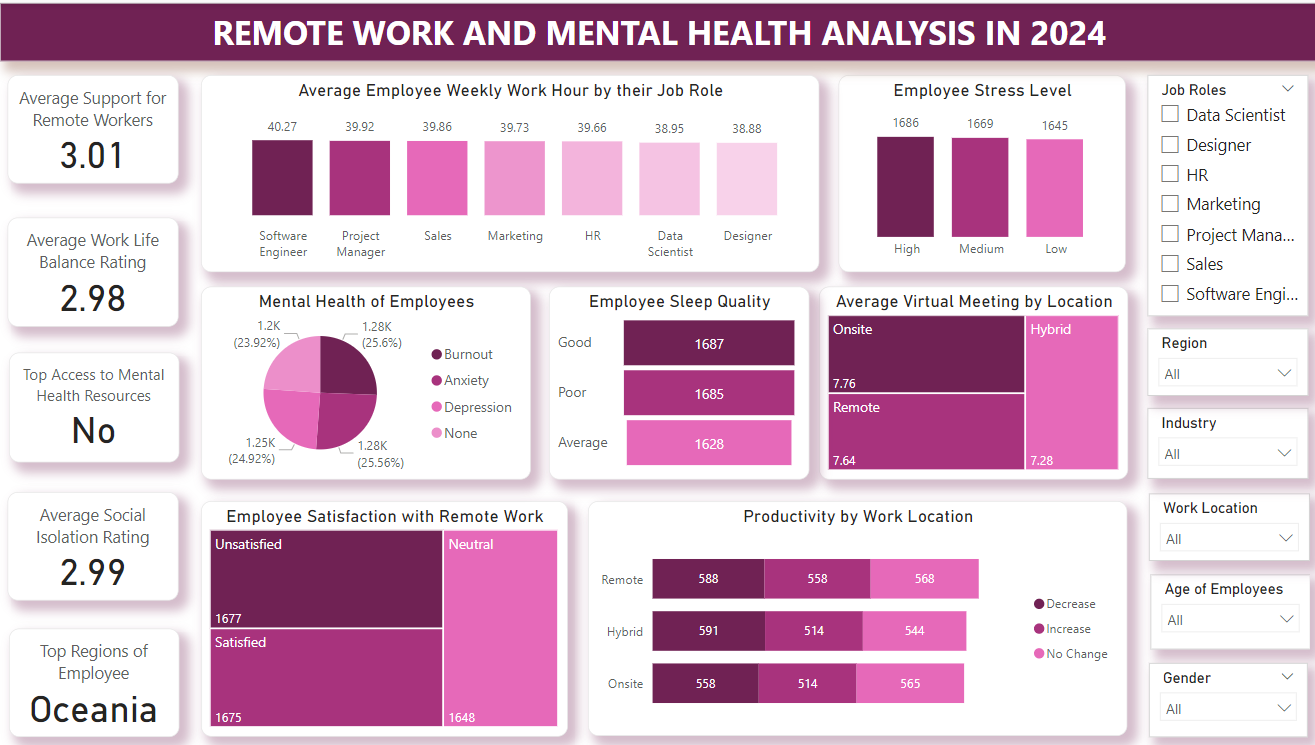 REMOTE WORK AND MENTAL HEALTH ANALYSIS IN 2024
Average Support for
Remote Workers
3.01
Average Work Life
Balance Rating
2.98
Top Access to Mental
Health Resources
No
Average Social
Isolation Rating
2.99
Top Regions of
Employee
Oceania
Average Employee Weekly Work Hour by their Job Role
40.27
39.92
39.86
39.73
39.66
38.95
38.88
Software
Engineer
Project
Manager
Sales
Marketing
HR
Data
Scientist
Designer
Employee Stress Level
1686
1669
1645
High
Medium
Low
Mental Health of Employees
1.2K
(23.92%)
1.28K
(25.6%)
1.25K
(24.92%)
1.28K
(25.56%)
Burnout
Anxiety
Depression
None
Employee Sleep Quality
Good
1687
Poor
1685
Average
1628
Average Virtual Meeting by Location
Onsite
7.76
Remote
7.64
Hybrid
7.28
Employee Satisfaction with Remote Work
Unsatisfied
1677
Satisfied
1675
Neutral
1648
Productivity by Work Location
Remote
588
558
568
Hybrid
591
514
544
Onsite
558
514
565
Decrease
Increase
No Change
Job Roles
Data Scientist
Designer
HR
Marketing
Project Mana...
Sales
Software Engi...
Region
All
Industry
All
Work Location
All
Age of Employees
All
Gender
All